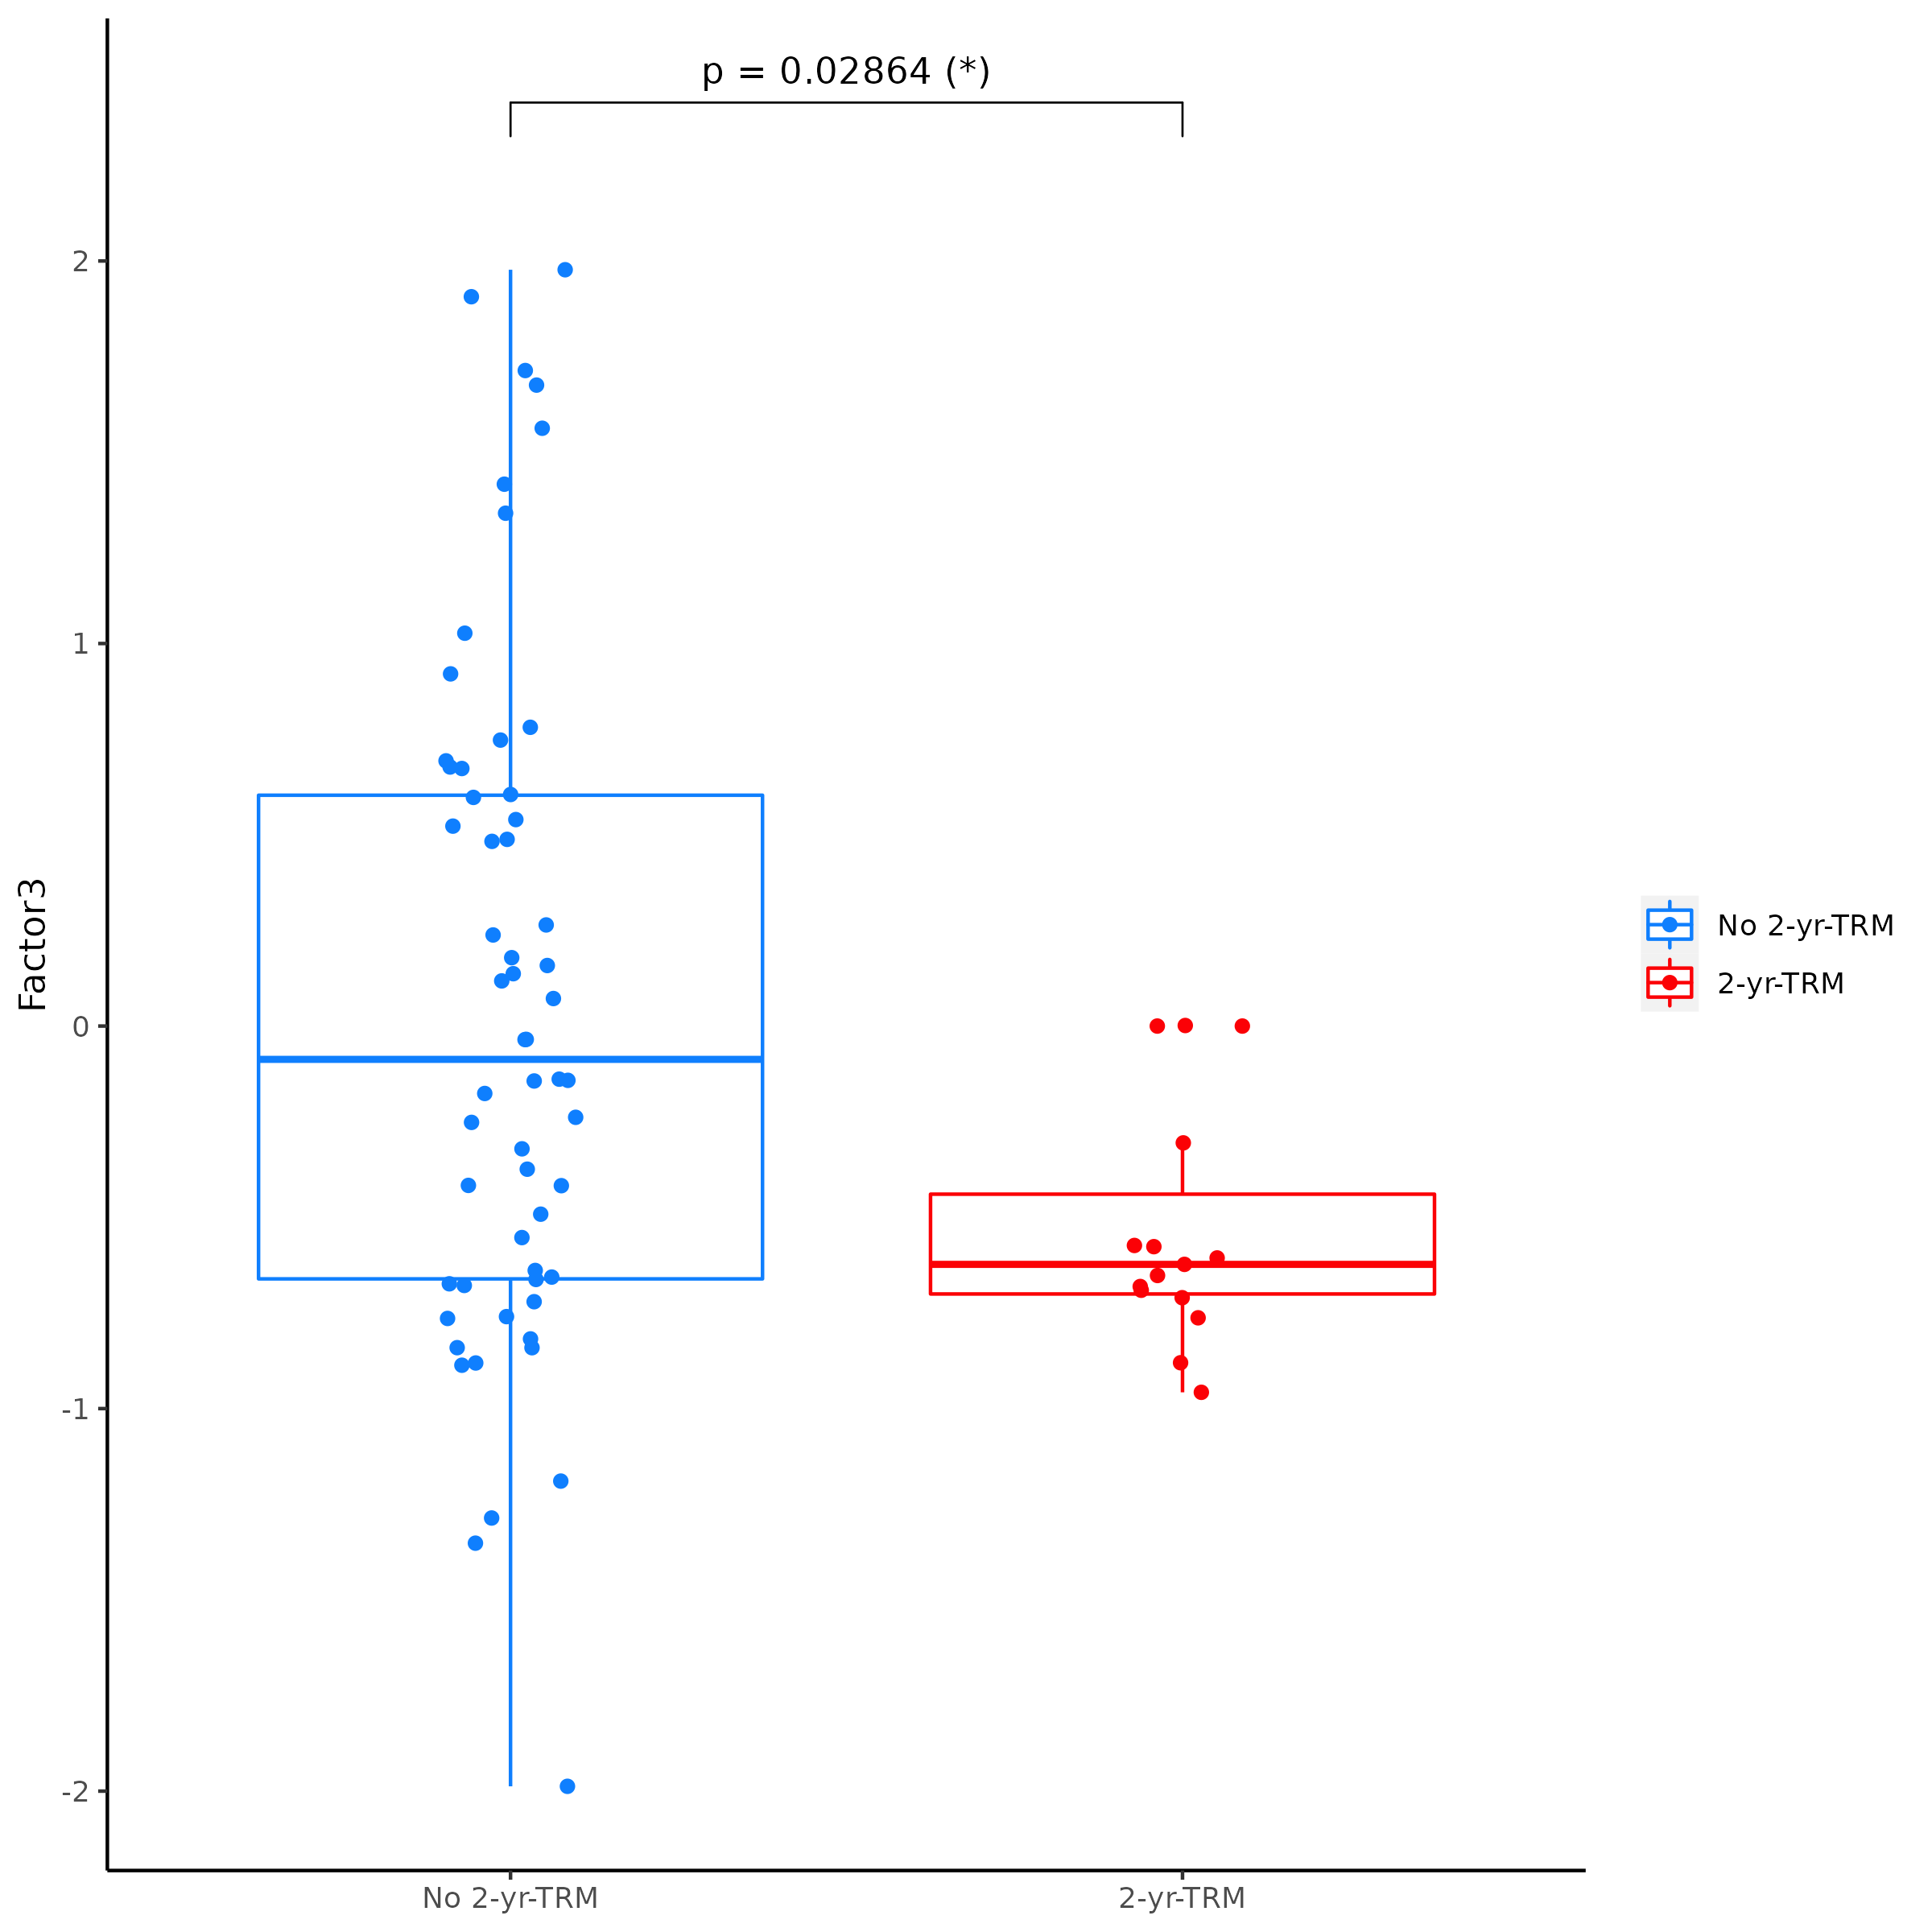 p = 0.02864 (*)
2
1
0
-1
-2
Factor3
No 2-yr-TRM
2-yr-TRM
No 2-yr-TRM
2-yr-TRM